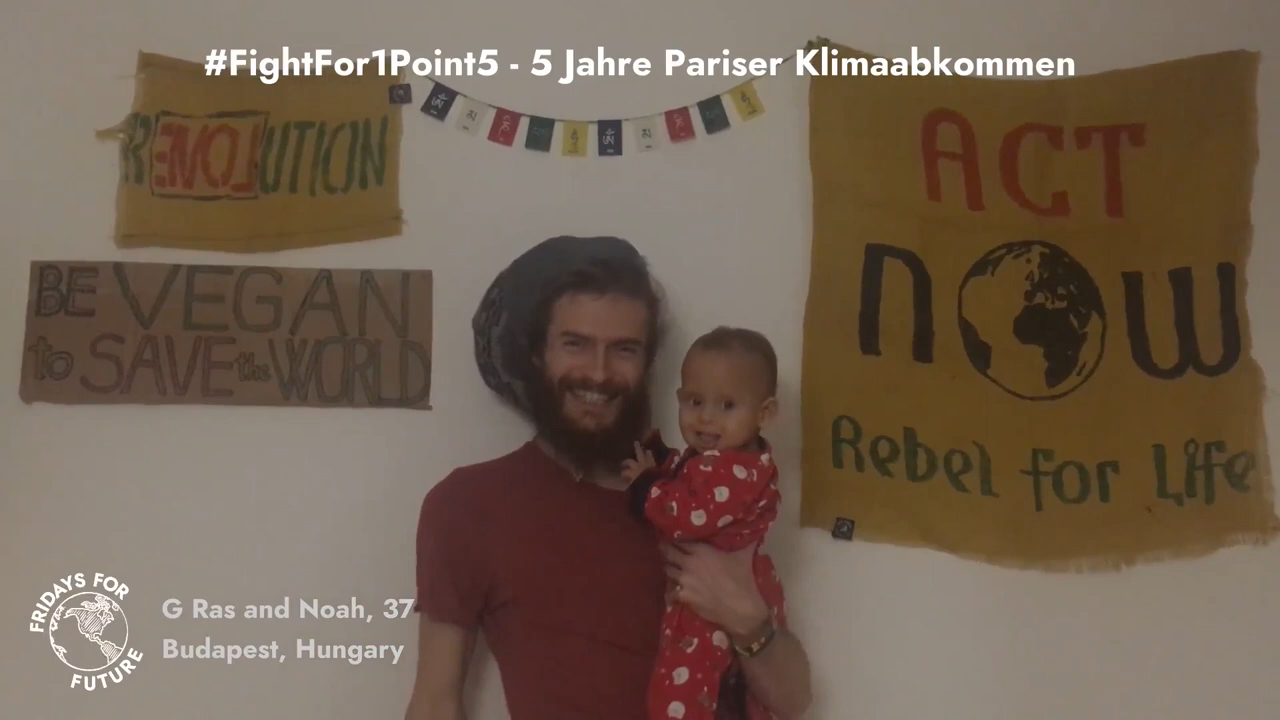 #FightFor1Point5 - 5 Jahre Pariser Klimaabkommen
REVOLUTION
BE VEGAN
to SAVE the WORLD
ACT
NOW
Rebel for Life
FRIDAYS FOR
FUTURE
G Ras and Noah, 37
Budapest, Hungary